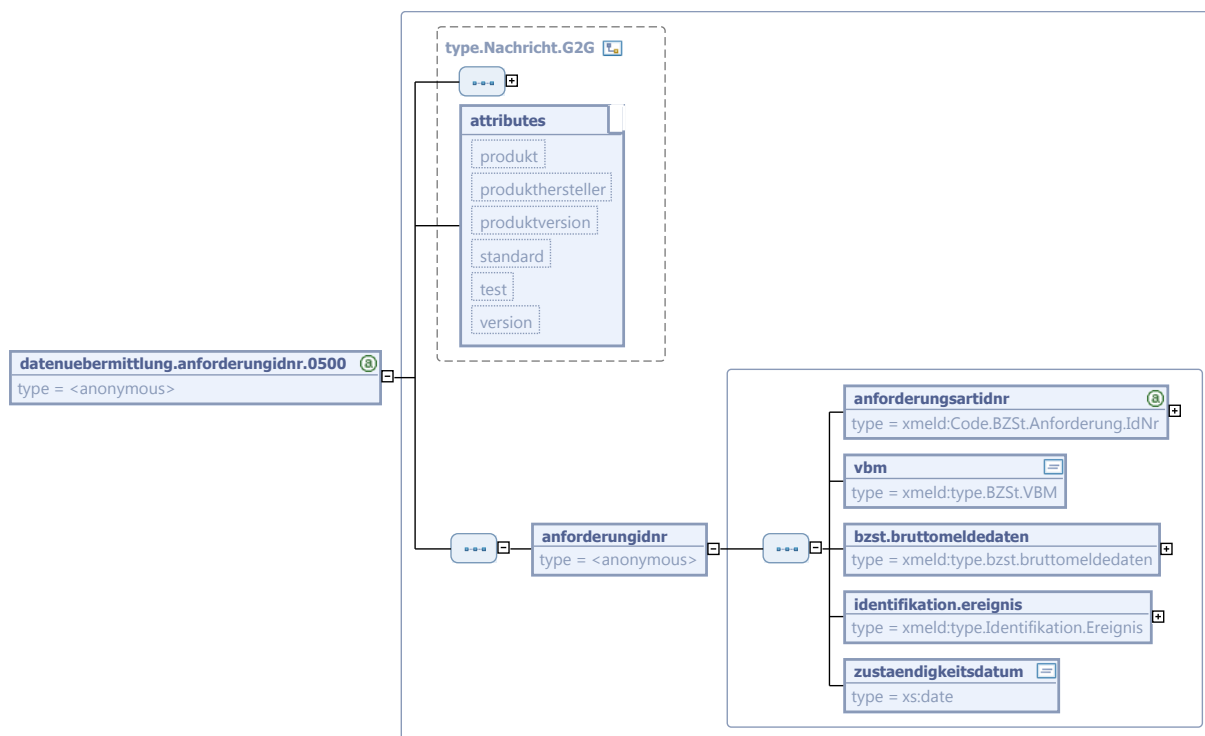 type.Nachricht.G2G
attributes
produkt
produkthersteller
produktversion
standard
test
version
datenuebermittlung.anforderungidnr.0500 a
type = <anonymous>
anforderungsartidnr a
type = xmeld:Code.BZSt.Anforderung.IdNr
vbm
type = xmeld:type.BZSt.VBM
anforderungidnr
type = <anonymous>
bzst.bruttomeldedaten
type = xmeld:type.bzst.bruttomeldedaten
identifikation.ereignis
type = xmeld:type.Identifikation.Ereignis
zustaendigkeitsdatum
type = xs:date